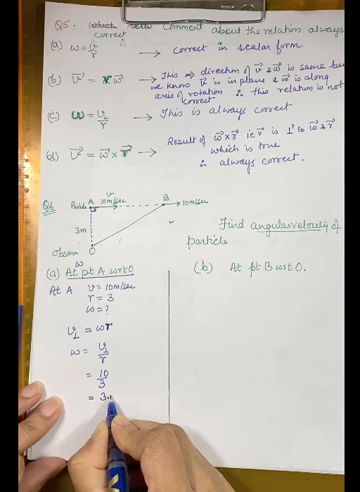 Q5. comment about the relation always
correct
(a) ω = v/r → correct in scalar form
(b) v⃗ = r ω⃗ → This ⇒ direction of v⃗ & ω⃗ is same but
we know v⃗ is in plane & ω⃗ is along
axis of rotation ∴ this relation is not
correct
(c) ω = v⊥/r → This is always correct
(d) v⃗ = ω⃗ × r⃗ → Result of ω⃗ × r⃗ i.e. v⃗ is ⊥r to ω⃗ & r⃗
which is true
∴ always correct.
Q6. Particle A v 10m/sec B 10m/sec
3m
Observer O
Find angular velocity of
particle
ω
(a) At pt A wrt O (b) At pt B wrt O.
At A v = 10m/sec
r = 3
ω = ?
v⊥ = ωr
ω = v⊥/r
= 10/3
= 3.